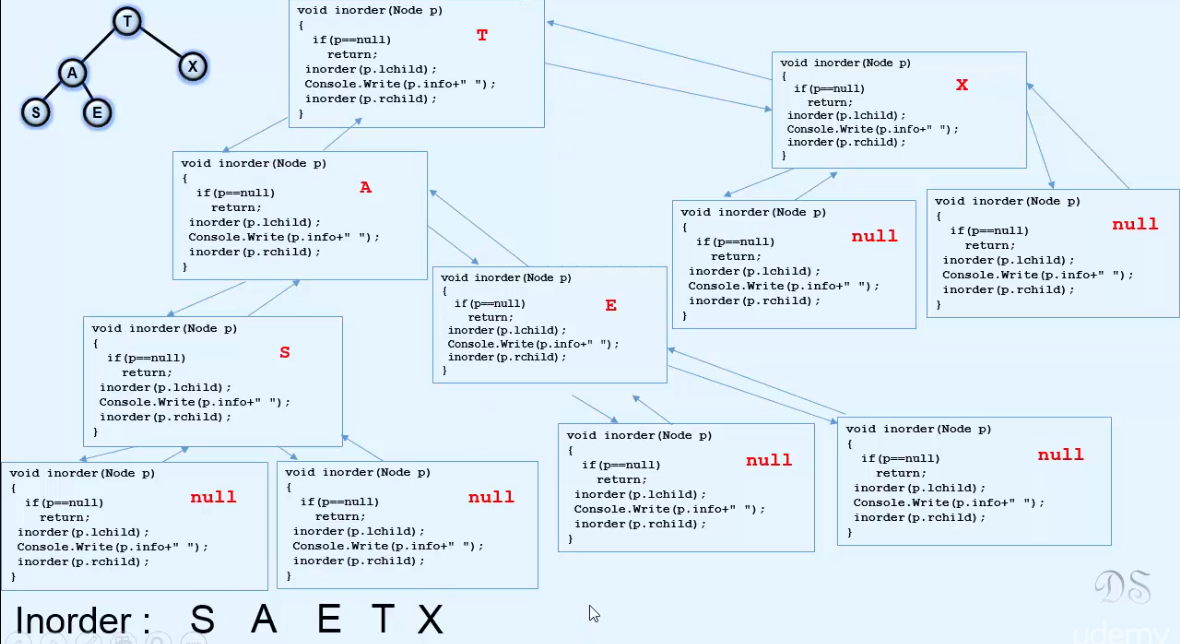 T
A
X
S
E
void inorder(Node p)
{
if(p==null)
return;
inorder(p.lchild);
Console.Write(p.info+" ");
inorder(p.rchild);
}
T
void inorder(Node p)
{
if(p==null)
return;
inorder(p.lchild);
Console.Write(p.info+" ");
inorder(p.rchild);
}
X
void inorder(Node p)
{
if(p==null)
return;
inorder(p.lchild);
Console.Write(p.info+" ");
inorder(p.rchild);
}
A
void inorder(Node p)
{
if(p==null)
return;
inorder(p.lchild);
Console.Write(p.info+" ");
inorder(p.rchild);
}
null
void inorder(Node p)
{
if(p==null)
return;
inorder(p.lchild);
Console.Write(p.info+" ");
inorder(p.rchild);
}
null
void inorder(Node p)
{
if(p==null)
return;
inorder(p.lchild);
Console.Write(p.info+" ");
inorder(p.rchild);
}
E
void inorder(Node p)
{
if(p==null)
return;
inorder(p.lchild);
Console.Write(p.info+" ");
inorder(p.rchild);
}
S
void inorder(Node p)
{
if(p==null)
return;
inorder(p.lchild);
Console.Write(p.info+" ");
inorder(p.rchild);
}
null
void inorder(Node p)
{
if(p==null)
return;
inorder(p.lchild);
Console.Write(p.info+" ");
inorder(p.rchild);
}
null
void inorder(Node p)
{
if(p==null)
return;
inorder(p.lchild);
Console.Write(p.info+" ");
inorder(p.rchild);
}
null
void inorder(Node p)
{
if(p==null)
return;
inorder(p.lchild);
Console.Write(p.info+" ");
inorder(p.rchild);
}
null
Inorder : S A E T X
DS
udemy